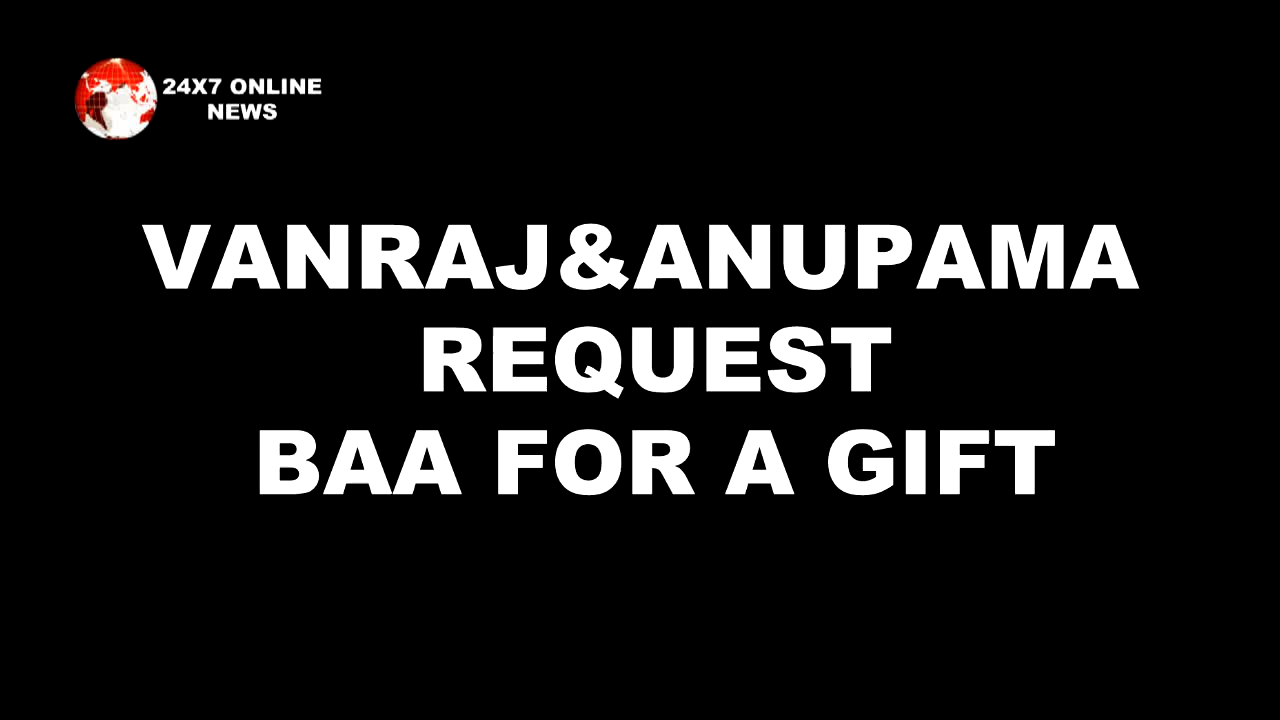 24X7 ONLINE
NEWS
VANRAJ&ANUPAMA
REQUEST
BAA FOR A GIFT